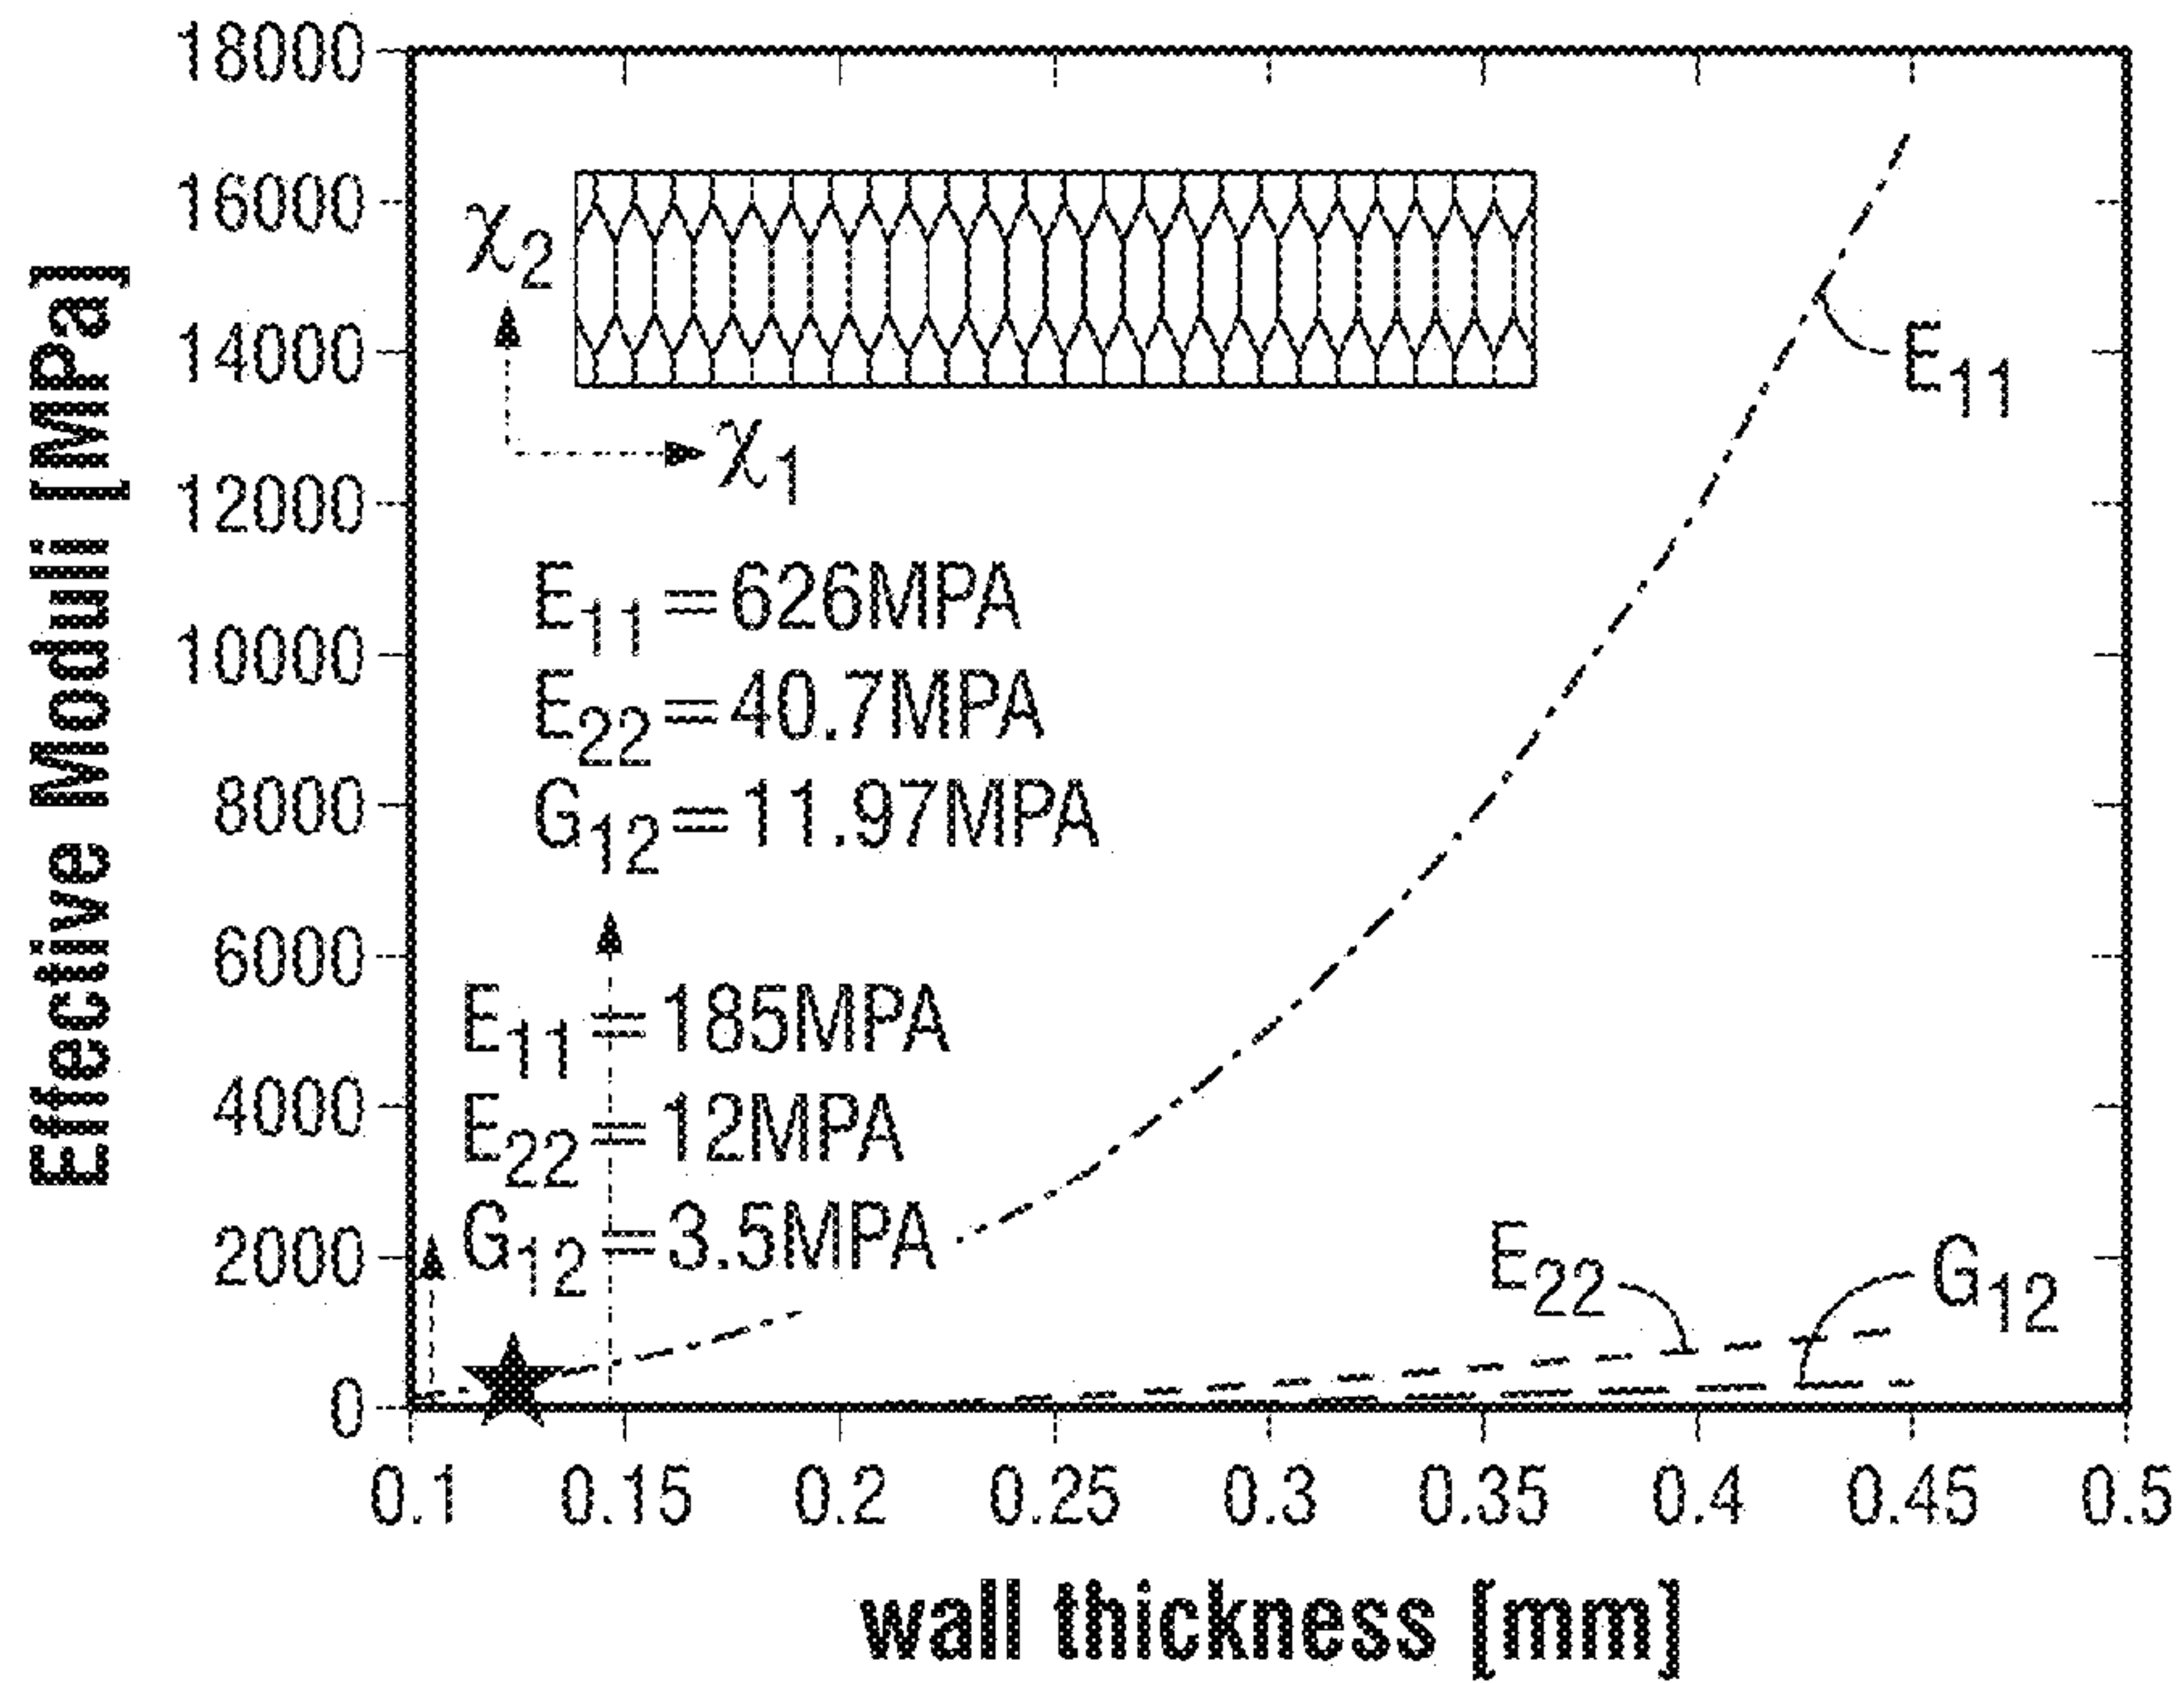 Effective Moduli [MPa]
18000
16000
14000
12000
10000
8000
6000
4000
2000
0
χ2
χ1
E11=626MPA
E22=40.7MPA
G12=11.97MPA
E11=185MPA
E22=12MPA
G12=3.5MPA
E11
E22
G12
0.1 0.15 0.2 0.25 0.3 0.35 0.4 0.45 0.5
wall thickness [mm]